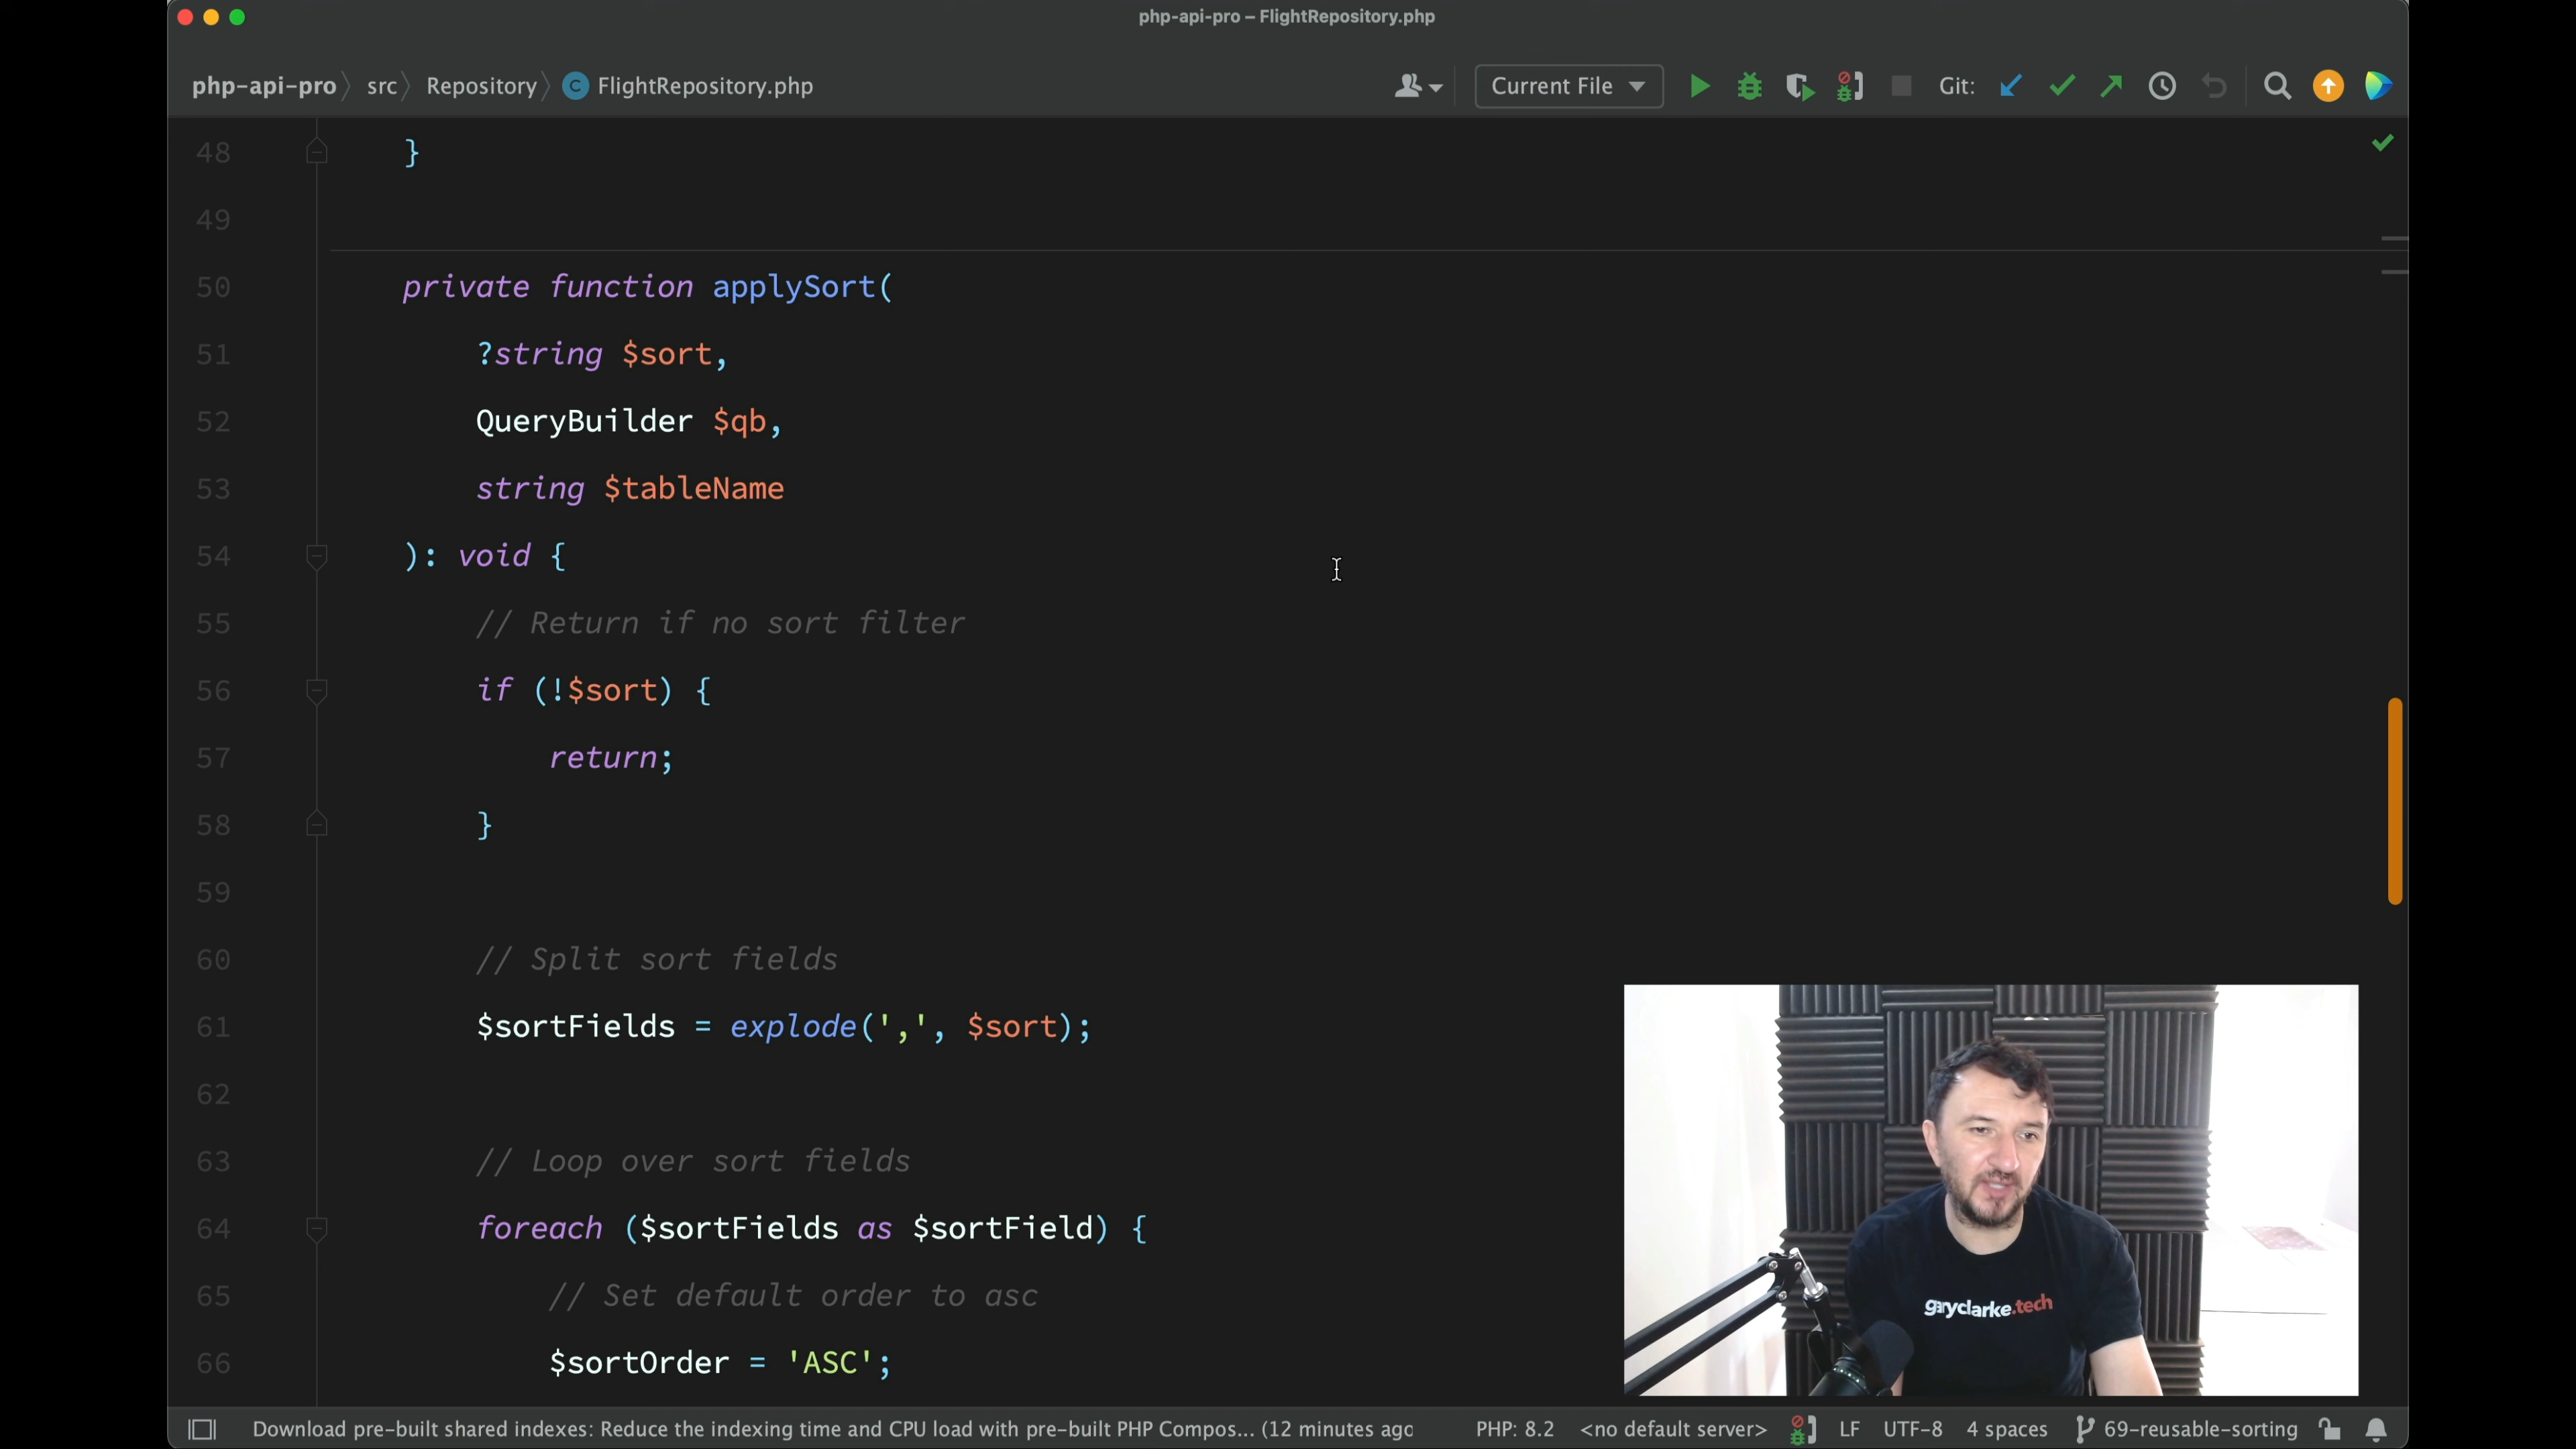 php-api-pro – FlightRepository.php
php-api-pro src Repository C FlightRepository.php Current File Git:
48 }
49
50 private function applySort(
51 ?string $sort,
52 QueryBuilder $qb,
53 string $tableName
54 ): void {
55 // Return if no sort filter
56 if (!$sort) {
57 return;
58 }
59
60 // Split sort fields
61 $sortFields = explode(',', $sort);
62
63 // Loop over sort fields
64 foreach ($sortFields as $sortField) {
65 // Set default order to asc
66 $sortOrder = 'ASC';
garyclarke.tech
Download pre-built shared indexes: Reduce the indexing time and CPU load with pre-built PHP Compos... (12 minutes ago PHP: 8.2 <no default server> LF UTF-8 4 spaces 69-reusable-sorting